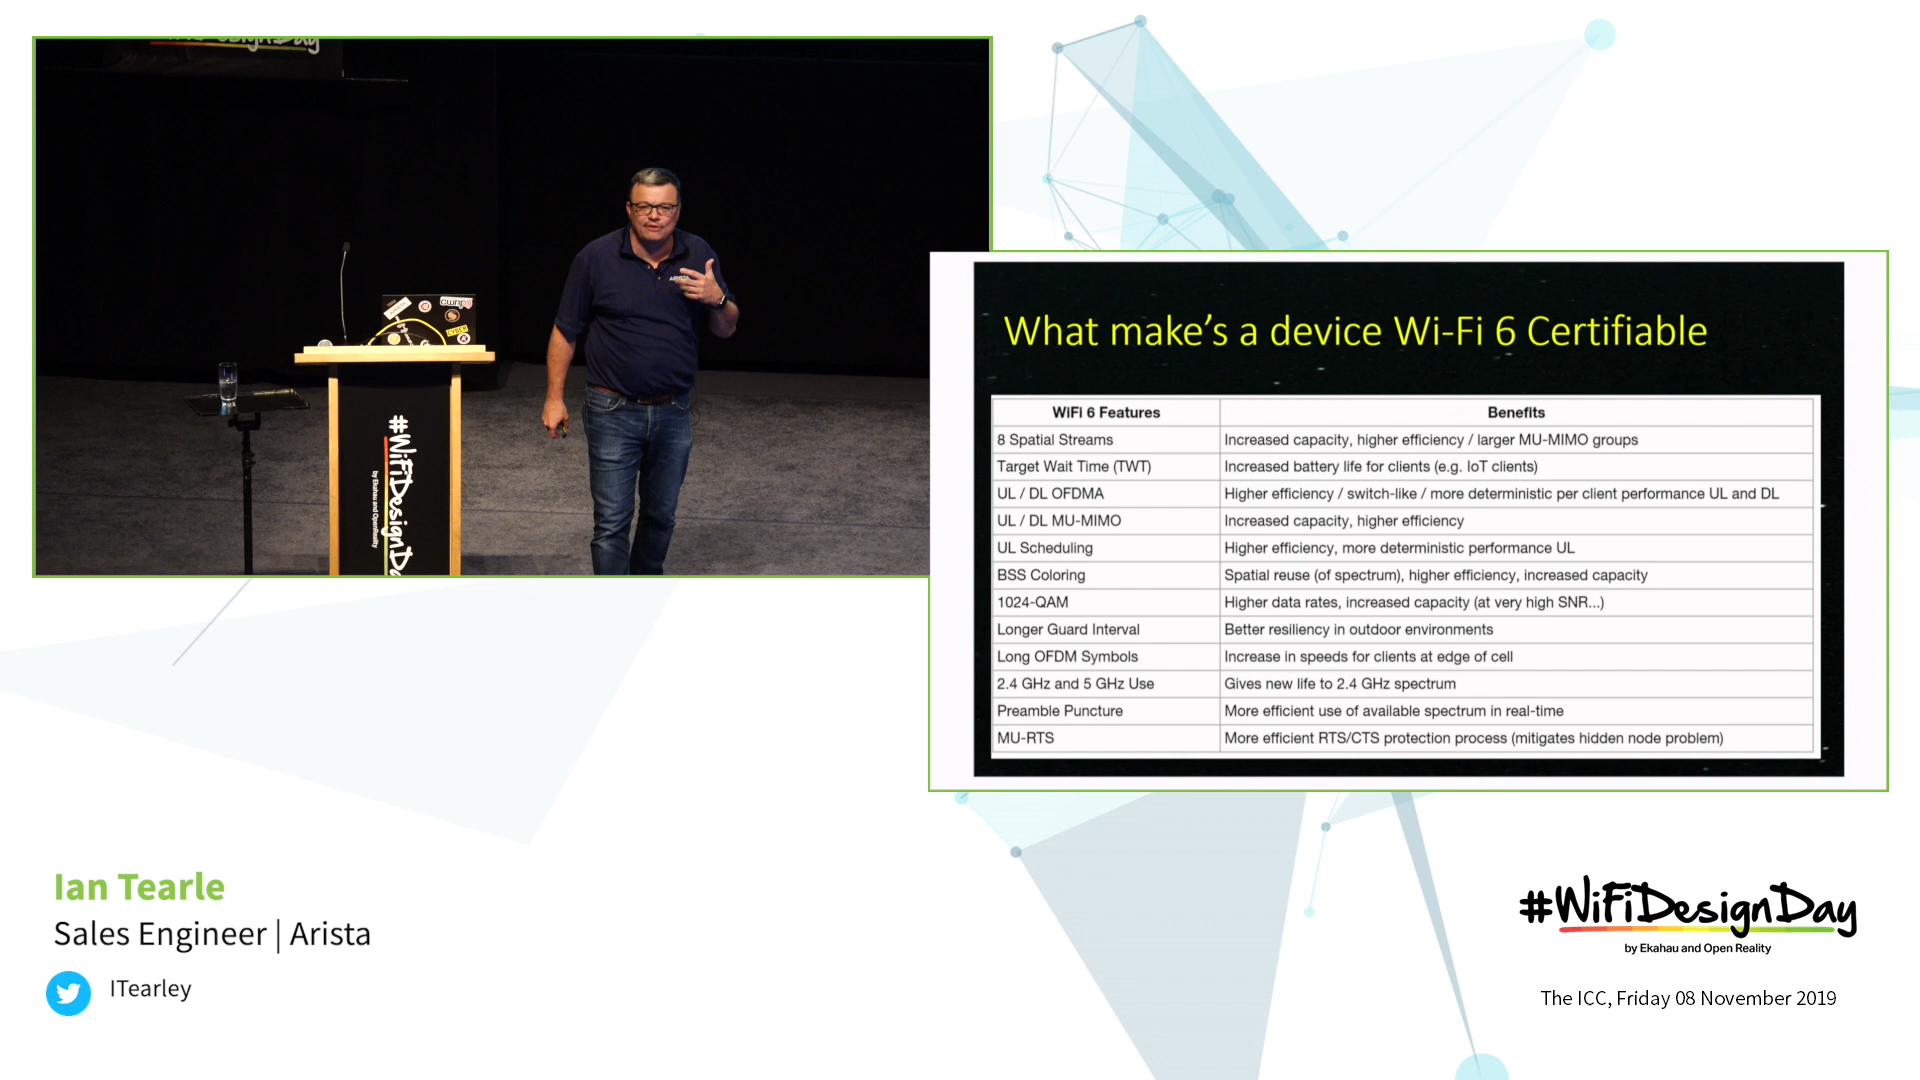 ARISTA
cwnp
CYBER
#WiFiDesignDa
by Ekahau and OpenReality
What make's a device Wi-Fi 6 Certifiable
WiFi 6 Features Benefits
8 Spatial Streams Increased capacity, higher efficiency / larger MU-MIMO groups
Target Wait Time (TWT) Increased battery life for clients (e.g. IoT clients)
UL / DL OFDMA Higher efficiency / switch-like / more deterministic per client performance UL and DL
UL / DL MU-MIMO Increased capacity, higher efficiency
UL Scheduling Higher efficiency, more deterministic performance UL
BSS Coloring Spatial reuse (of spectrum), higher efficiency, increased capacity
1024-QAM Higher data rates, increased capacity (at very high SNR...)
Longer Guard Interval Better resiliency in outdoor environments
Long OFDM Symbols Increase in speeds for clients at edge of cell
2.4 GHz and 5 GHz Use Gives new life to 2.4 GHz spectrum
Preamble Puncture More efficient use of available spectrum in real-time
MU-RTS More efficient RTS/CTS protection process (mitigates hidden node problem)
Ian Tearle
Sales Engineer | Arista
ITearley
#WiFiDesignDay
by Ekahau and Open Reality
The ICC, Friday 08 November 2019